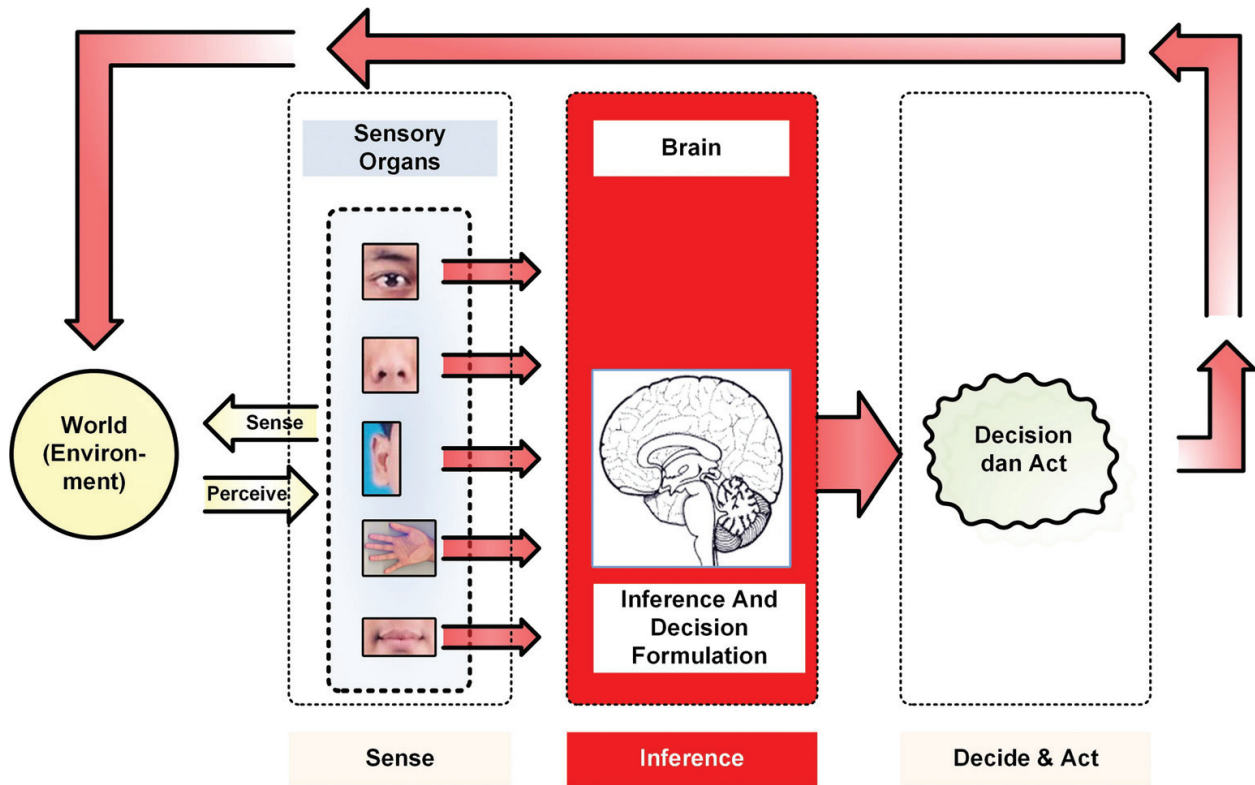 Sensory
Organs
Brain
World
(Environ-
ment)
Sense
Perceive
Inference And
Decision
Formulation
Decision
dan Act
Sense
Inference
Decide & Act